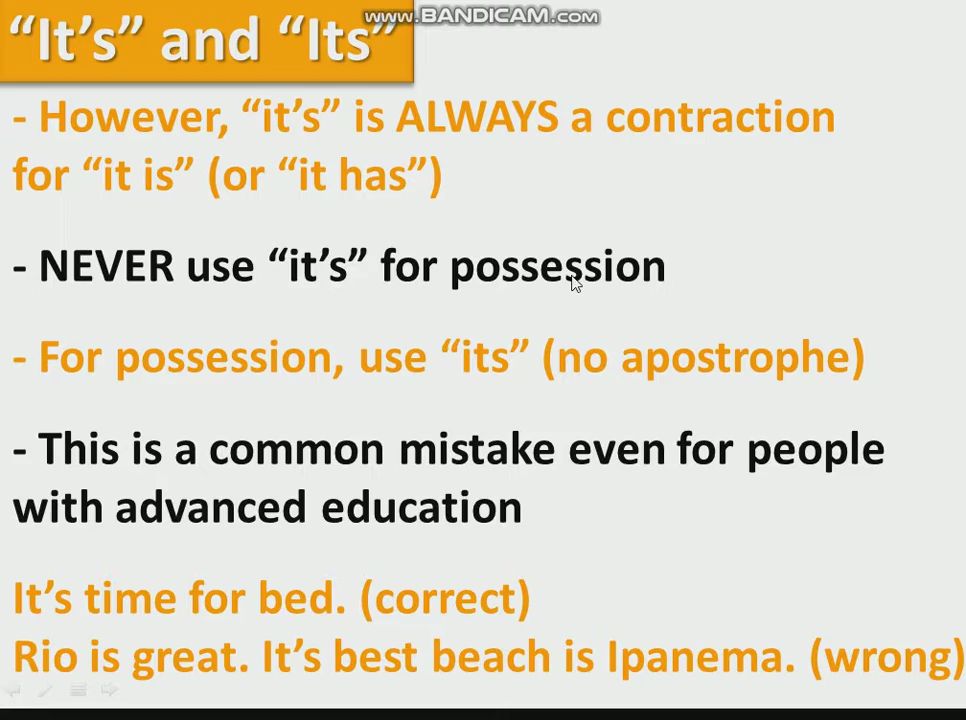 www.BANDICAM.com
“It’s” and “Its”
- However, “it’s” is ALWAYS a contraction
for “it is” (or “it has”)
- NEVER use “it’s” for possession
- For possession, use “its” (no apostrophe)
- This is a common mistake even for people
with advanced education
It’s time for bed. (correct)
Rio is great. It’s best beach is Ipanema. (wrong)